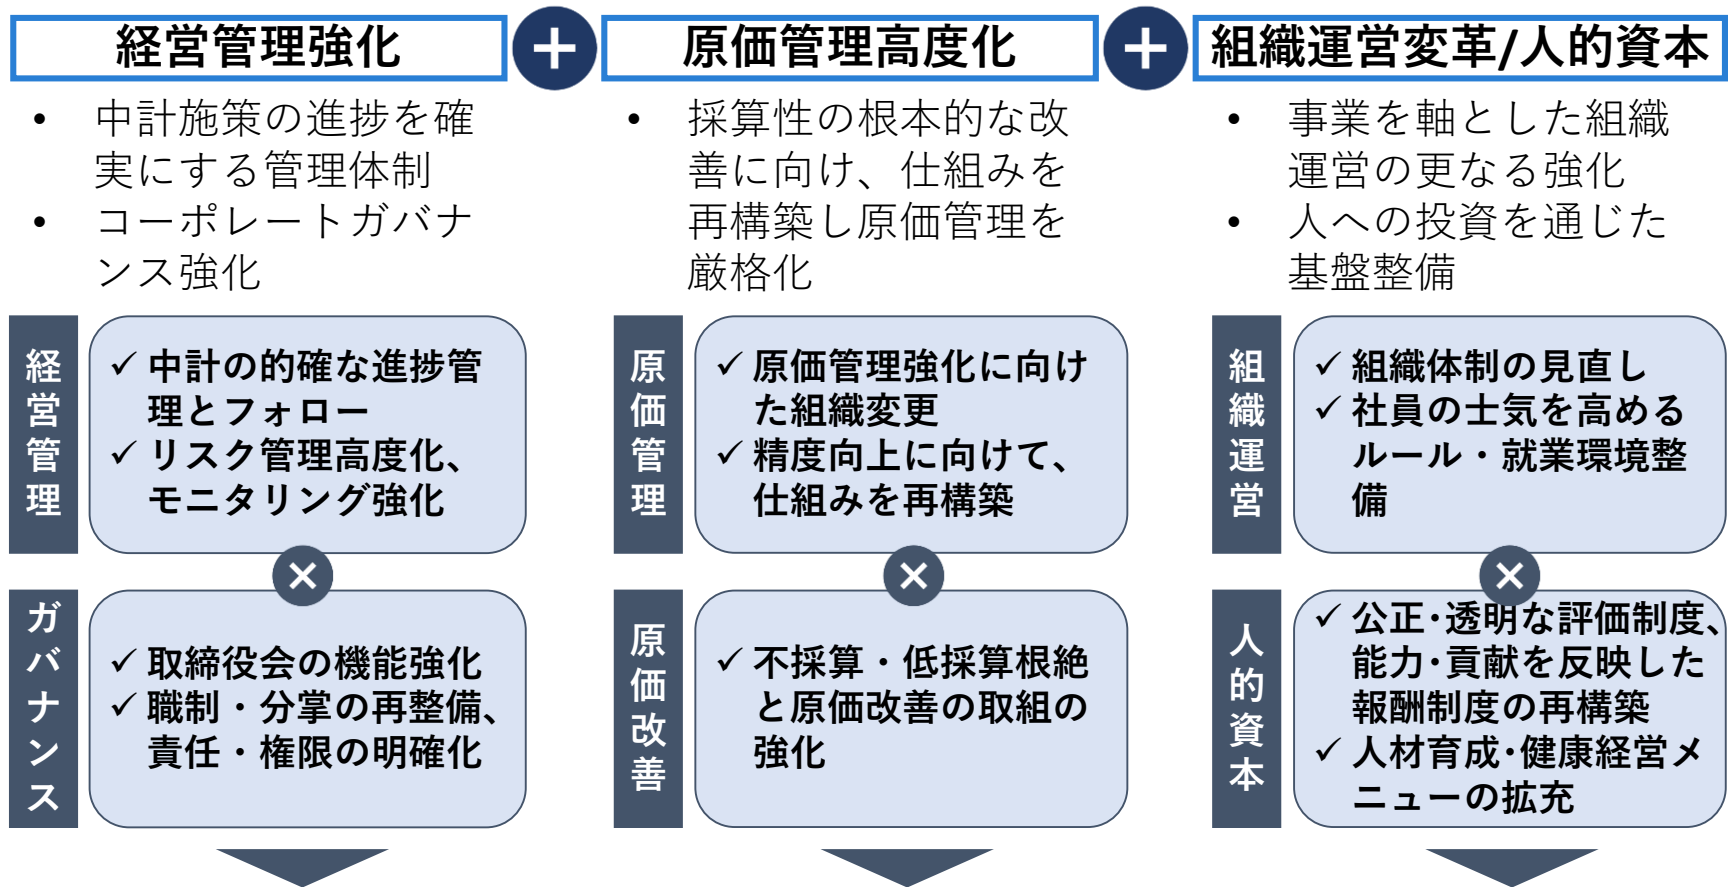 経営管理強化
+
原価管理高度化
+
組織運営変革/人的資本
• 中計施策の進捗を確
実にする管理体制
• コーポレートガバナ
ンス強化
• 採算性の根本的な改
善に向け、仕組みを
再構築し原価管理を
厳格化
• 事業を軸とした組織
運営の更なる強化
• 人への投資を通じた
基盤整備
経営管理
✓ 中計の的確な進捗管
理とフォロー
✓ リスク管理高度化、
モニタリング強化
×
ガバナンス
✓ 取締役会の機能強化
✓ 職制・分掌の再整備、
責任・権限の明確化
原価管理
✓ 原価管理強化に向け
た組織変更
✓ 精度向上に向けて、
仕組みを再構築
×
原価改善
✓ 不採算・低採算根絶
と原価改善の取組の
強化
組織運営
✓ 組織体制の見直し
✓ 社員の士気を高める
ルール・就業環境整
備
×
人的資本
✓ 公正・透明な評価制度、
能力・貢献を反映した
報酬制度の再構築
✓ 人材育成・健康経営メ
ニューの拡充